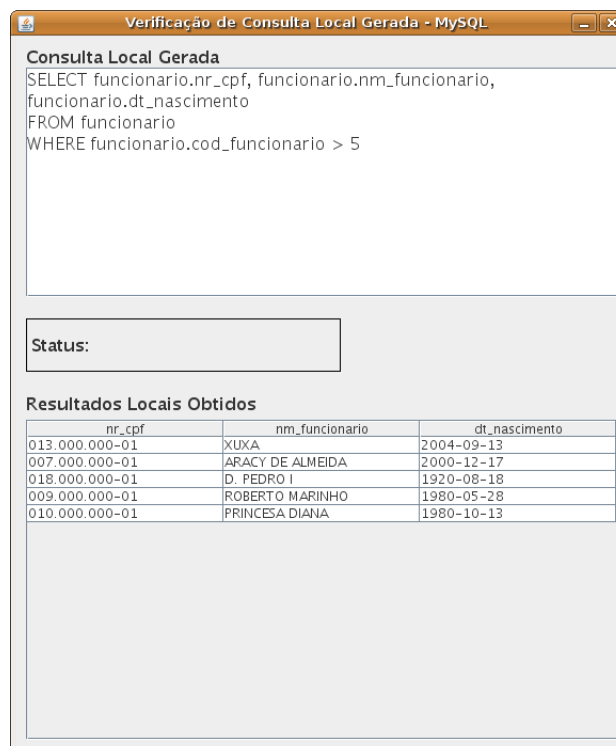 Verificação de Consulta Local Gerada - MySQL
Consulta Local Gerada
SELECT funcionario.nr_cpf, funcionario.nm_funcionario,
funcionario.dt_nascimento
FROM funcionario
WHERE funcionario.cod_funcionario > 5
Status:
Resultados Locais Obtidos
nr_cpf nm_funcionario dt_nascimento
013.000.000-01 XUXA 2004-09-13
007.000.000-01 ARACY DE ALMEIDA 2000-12-17
018.000.000-01 D. PEDRO I 1920-08-18
009.000.000-01 ROBERTO MARINHO 1980-05-28
010.000.000-01 PRINCESA DIANA 1980-10-13